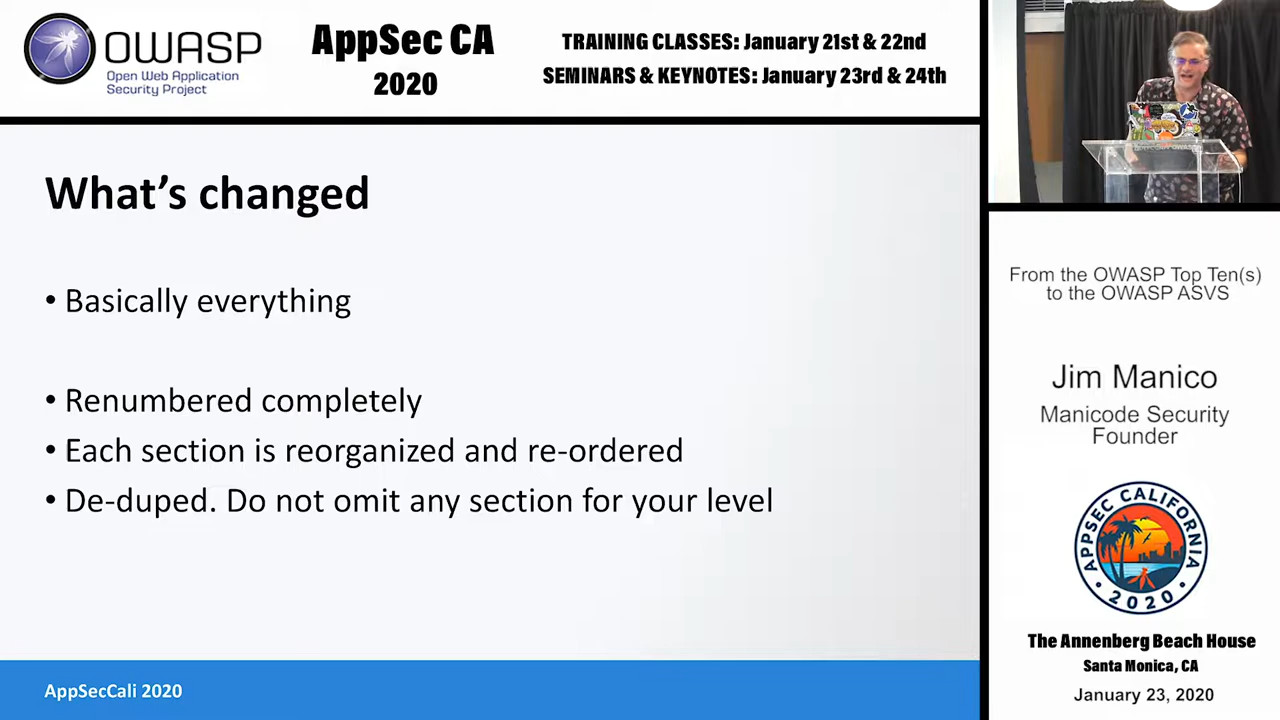 OWASP
Open Web Application
Security Project
AppSec CA
2020
TRAINING CLASSES: January 21st & 22nd
SEMINARS & KEYNOTES: January 23rd & 24th
What's changed
• Basically everything
• Renumbered completely
• Each section is reorganized and re-ordered
• De-duped. Do not omit any section for your level
AppSecCali 2020
From the OWASP Top Ten(s)
to the OWASP ASVS
Jim Manico
Manicode Security
Founder
APPSEC CALIFORNIA
• 2020 •
The Annenberg Beach House
Santa Monica, CA
January 23, 2020